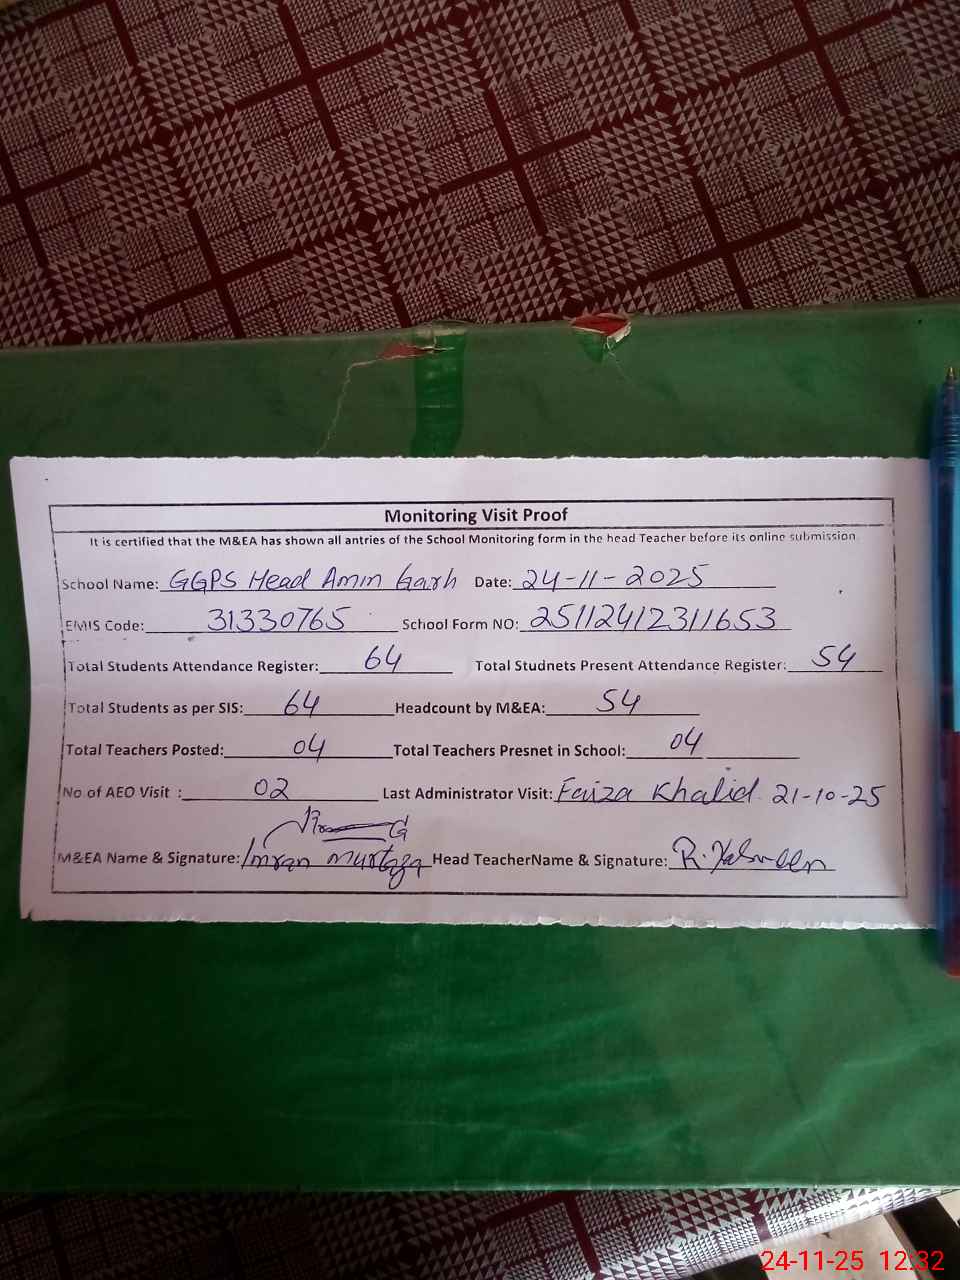 Monitoring Visit Proof
It is certified that the M&EA has shown all antries of the School Monitoring form in the head Teacher before its online submission.
School Name: GGPS Head Amin Garh Date: 24-11-2025
EMIS Code: 31330765 School Form NO: 25112412311653
Total Students Attendance Register: 64 Total Studnets Present Attendance Register: 54
Total Students as per SIS: 64 Headcount by M&EA: 54
Total Teachers Posted: 04 Total Teachers Presnet in School: 04
No of AEO Visit : 02 Last Administrator Visit: Faiza Khalid 21-10-25
M&EA Name & Signature: Imran Murtaza Head TeacherName & Signature: R. Yasmeen
24-11-25 12:32